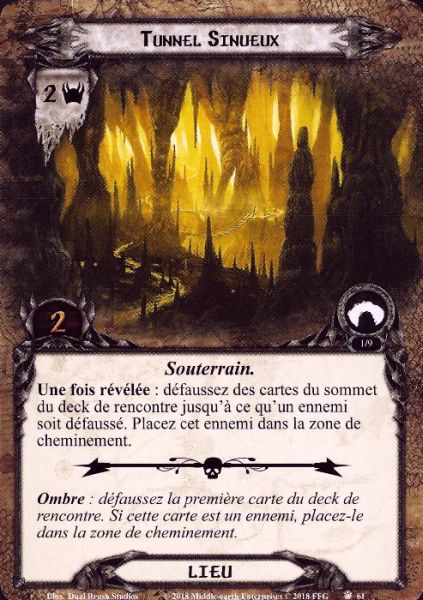 Tunnel Sinueux
2
2
1/9
Souterrain.
Une fois révélée : défaussez des cartes du sommet
du deck de rencontre jusqu'à ce qu'un ennemi
soit défaussé. Placez cet ennemi dans la zone de
cheminement.
Ombre : défaussez la première carte du deck de
rencontre. Si cette carte est un ennemi, placez-le
dans la zone de cheminement.
LIEU
Illus. Dual Brush Studios © 2018 Middle-earth Enterprises © 2018 FFG 61